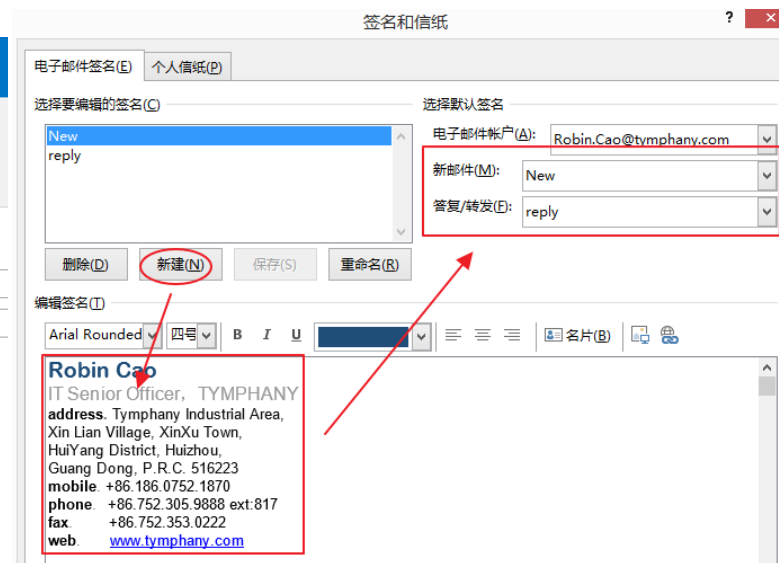 签名和信纸
?
×
电子邮件签名(E) 个人信纸(P)
选择要编辑的签名(C)
选择默认签名
New
reply
电子邮件帐户(A): Robin.Cao@tymphany.com
新邮件(M): New
答复/转发(F): reply
删除(D) 新建(N) 保存(S) 重命名(R)
编辑签名(T)
Arial Rounded 四号 B I U 名片(B)
Robin Cao
IT Senior Officer, TYMPHANY
address. Tymphany Industrial Area,
Xin Lian Village, XinXu Town,
HuiYang District, Huizhou,
Guang Dong, P.R.C. 516223
mobile. +86.186.0752.1870
phone. +86.752.305.9888 ext:817
fax. +86.752.353.0222
web. www.tymphany.com